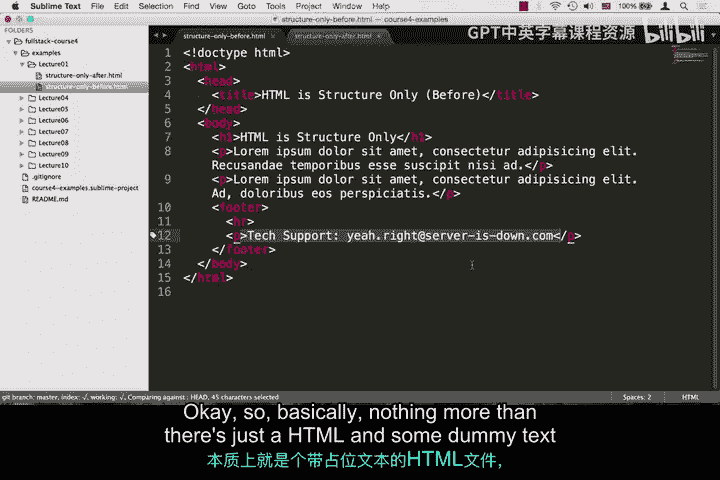 Sublime Text File Edit Selection Find View Goto Tools Project Window Help
100%
structure-only-before.html — course4-examples
GPT中英字幕课程资源 bilibili
FOLDERS
fullstack-course4
examples
Lecture01
structure-only-after.html
structure-only-before.html
Lecture04
Lecture05
Lecture06
Lecture07
Lecture08
Lecture09
Lecture10
.gitignore
course4-examples.sublime-project
README.md
structure-only-before.html structure-only-after.html
1 <!doctype html>
2 <html>
3 <head>
4 <title>HTML is Structure Only (Before)</title>
5 </head>
6 <body>
7 <h1>HTML is Structure Only</h1>
8 <p>Lorem ipsum dolor sit amet, consectetur adipisicing elit.
Recusandae temporibus esse suscipit nisi ad.</p>
9 <p>Lorem ipsum dolor sit amet, consectetur adipisicing elit.
Ad, doloribus eos perspiciatis.</p>
10 <footer>
11 <hr>
12 <p>Tech Support: yeah.right@server-is-down.com</p>
13 </footer>
14 </body>
15 </html>
16
git branch: master, index: √, working: √, Comparing against : HEAD, 45 characters selected
Spaces: 2 HTML
Okay, so, basically, nothing more than
there's just a HTML and some dummy text
本质上就是个带占位文本的HTML文件,